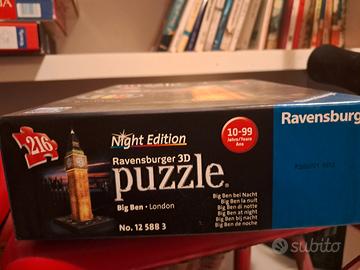 216
Night Edition
Ravensburger 3D
puzzle®
Big Ben • London
No. 12 588 3
10-99
Jahre/Years
Ans
Big Ben bei Nacht
Big Ben la nuit
Big Ben di notte
Big Ben at night
Big Ben bij nacht
Big Ben de noche
Ravensburg
subito